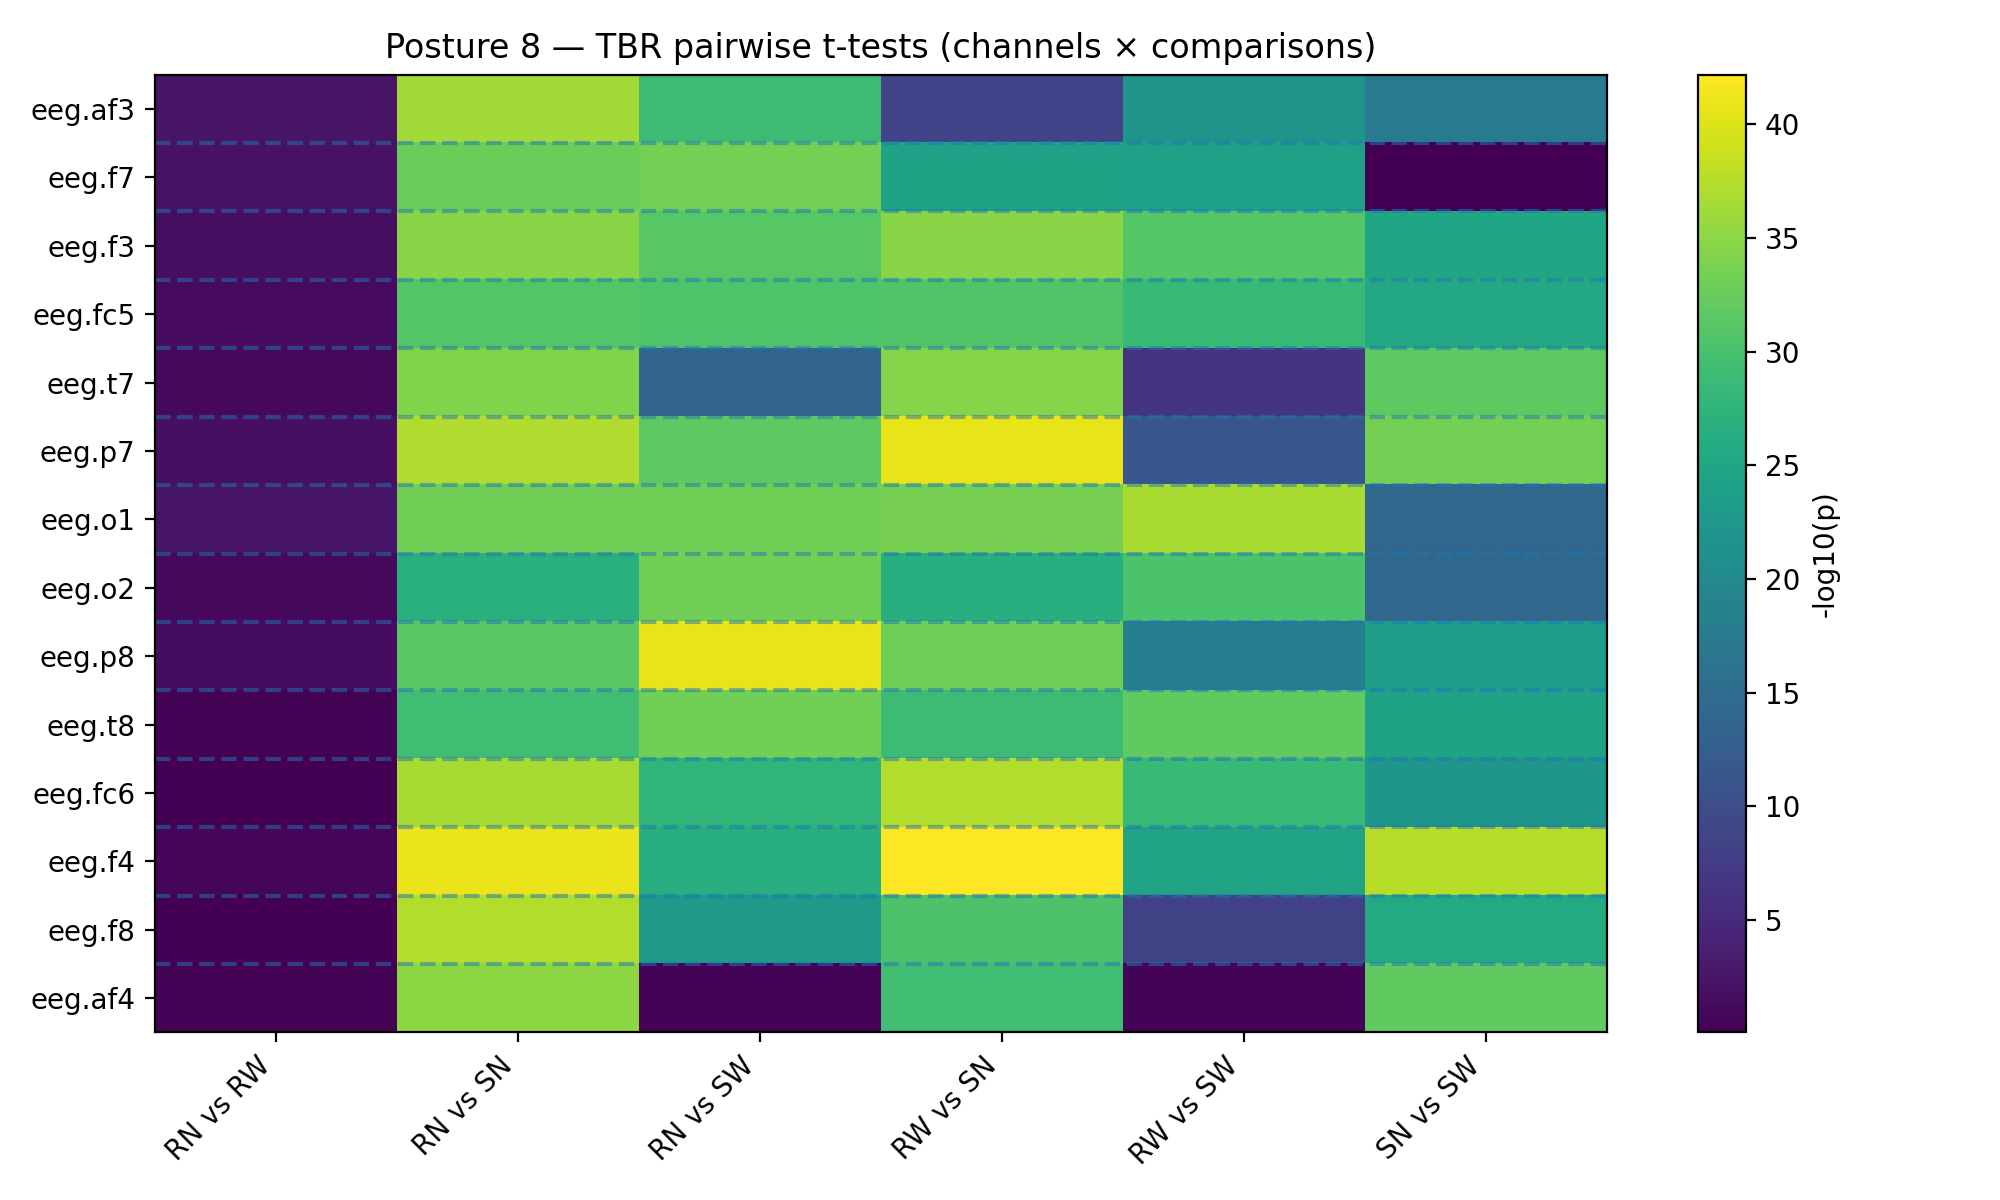 Posture 8 — TBR pairwise t-tests (channels × comparisons)
eeg.af3
eeg.f7
eeg.f3
eeg.fc5
eeg.t7
eeg.p7
eeg.o1
eeg.o2
eeg.p8
eeg.t8
eeg.fc6
eeg.f4
eeg.f8
eeg.af4
RN vs RW
RN vs SN
RN vs SW
RW vs SN
RW vs SW
SN vs SW
40
35
30
25
20
15
10
5
-log10(p)